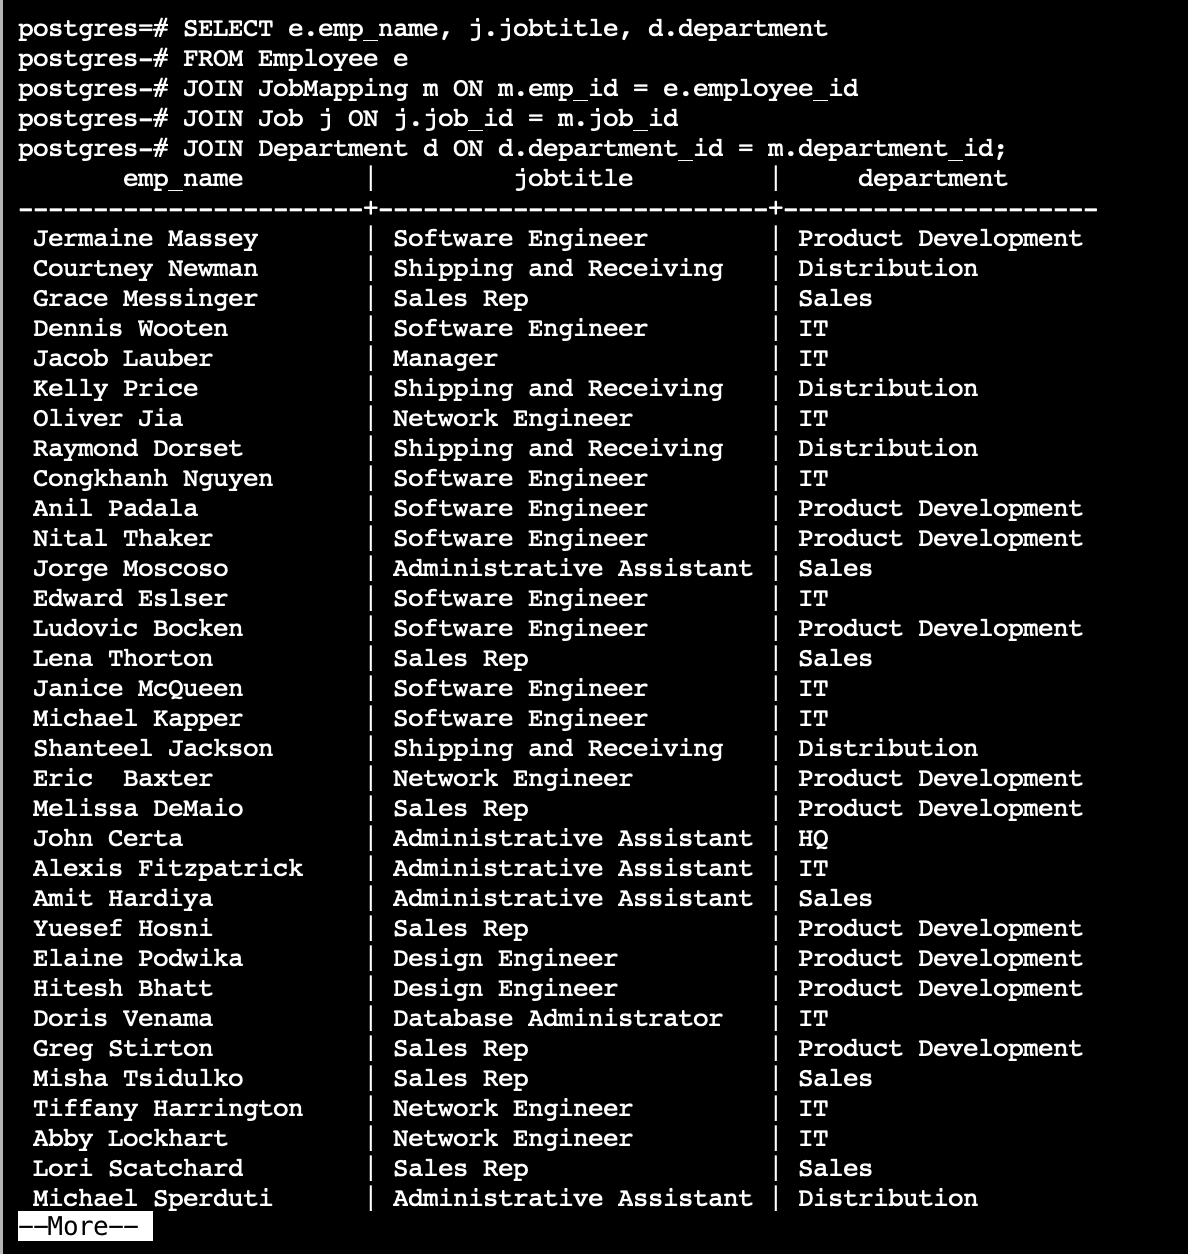 postgres=# SELECT e.emp_name, j.jobtitle, d.department
postgres-# FROM Employee e
postgres-# JOIN JobMapping m ON m.emp_id = e.employee_id
postgres-# JOIN Job j ON j.job_id = m.job_id
postgres-# JOIN Department d ON d.department_id = m.department_id;
       emp_name        |         jobtitle         |     department
-----------------------+--------------------------+---------------------
 Jermaine Massey       | Software Engineer        | Product Development
 Courtney Newman       | Shipping and Receiving   | Distribution
 Grace Messinger       | Sales Rep                | Sales
 Dennis Wooten         | Software Engineer        | IT
 Jacob Lauber          | Manager                  | IT
 Kelly Price           | Shipping and Receiving   | Distribution
 Oliver Jia            | Network Engineer         | IT
 Raymond Dorset        | Shipping and Receiving   | Distribution
 Congkhanh Nguyen      | Software Engineer        | IT
 Anil Padala           | Software Engineer        | Product Development
 Nital Thaker          | Software Engineer        | Product Development
 Jorge Moscoso         | Administrative Assistant | Sales
 Edward Eslser         | Software Engineer        | IT
 Ludovic Bocken        | Software Engineer        | Product Development
 Lena Thorton          | Sales Rep                | Sales
 Janice McQueen        | Software Engineer        | IT
 Michael Kapper        | Software Engineer        | IT
 Shanteel Jackson      | Shipping and Receiving   | Distribution
 Eric  Baxter          | Network Engineer         | Product Development
 Melissa DeMaio        | Sales Rep                | Product Development
 John Certa            | Administrative Assistant | HQ
 Alexis Fitzpatrick    | Administrative Assistant | IT
 Amit Hardiya          | Administrative Assistant | Sales
 Yuesef Hosni          | Sales Rep                | Product Development
 Elaine Podwika        | Design Engineer          | Product Development
 Hitesh Bhatt          | Design Engineer          | Product Development
 Doris Venama          | Database Administrator   | IT
 Greg Stirton          | Sales Rep                | Product Development
 Misha Tsidulko        | Sales Rep                | Sales
 Tiffany Harrington    | Network Engineer         | IT
 Abby Lockhart         | Network Engineer         | IT
 Lori Scatchard        | Sales Rep                | Sales
 Michael Sperduti      | Administrative Assistant | Distribution
--More--